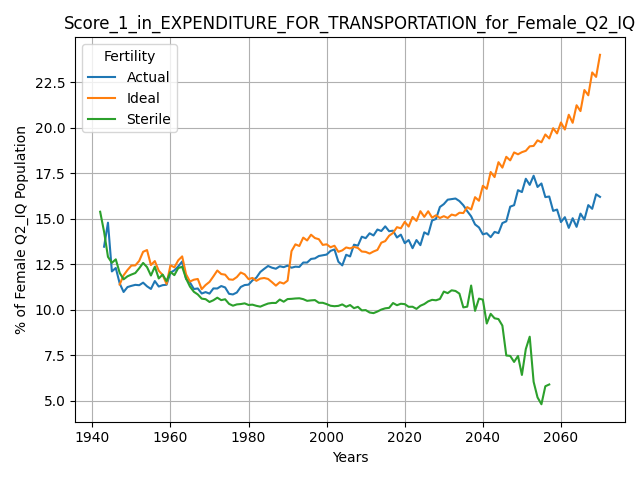 Score_1_in_EXPENDITURE_FOR_TRANSPORTATION_for_Female_Q2_IQ
Fertility
Actual
Ideal
Sterile
% of Female Q2_IQ Population
22.5
20.0
17.5
15.0
12.5
10.0
7.5
5.0
1940 1960 1980 2000 2020 2040 2060
Years